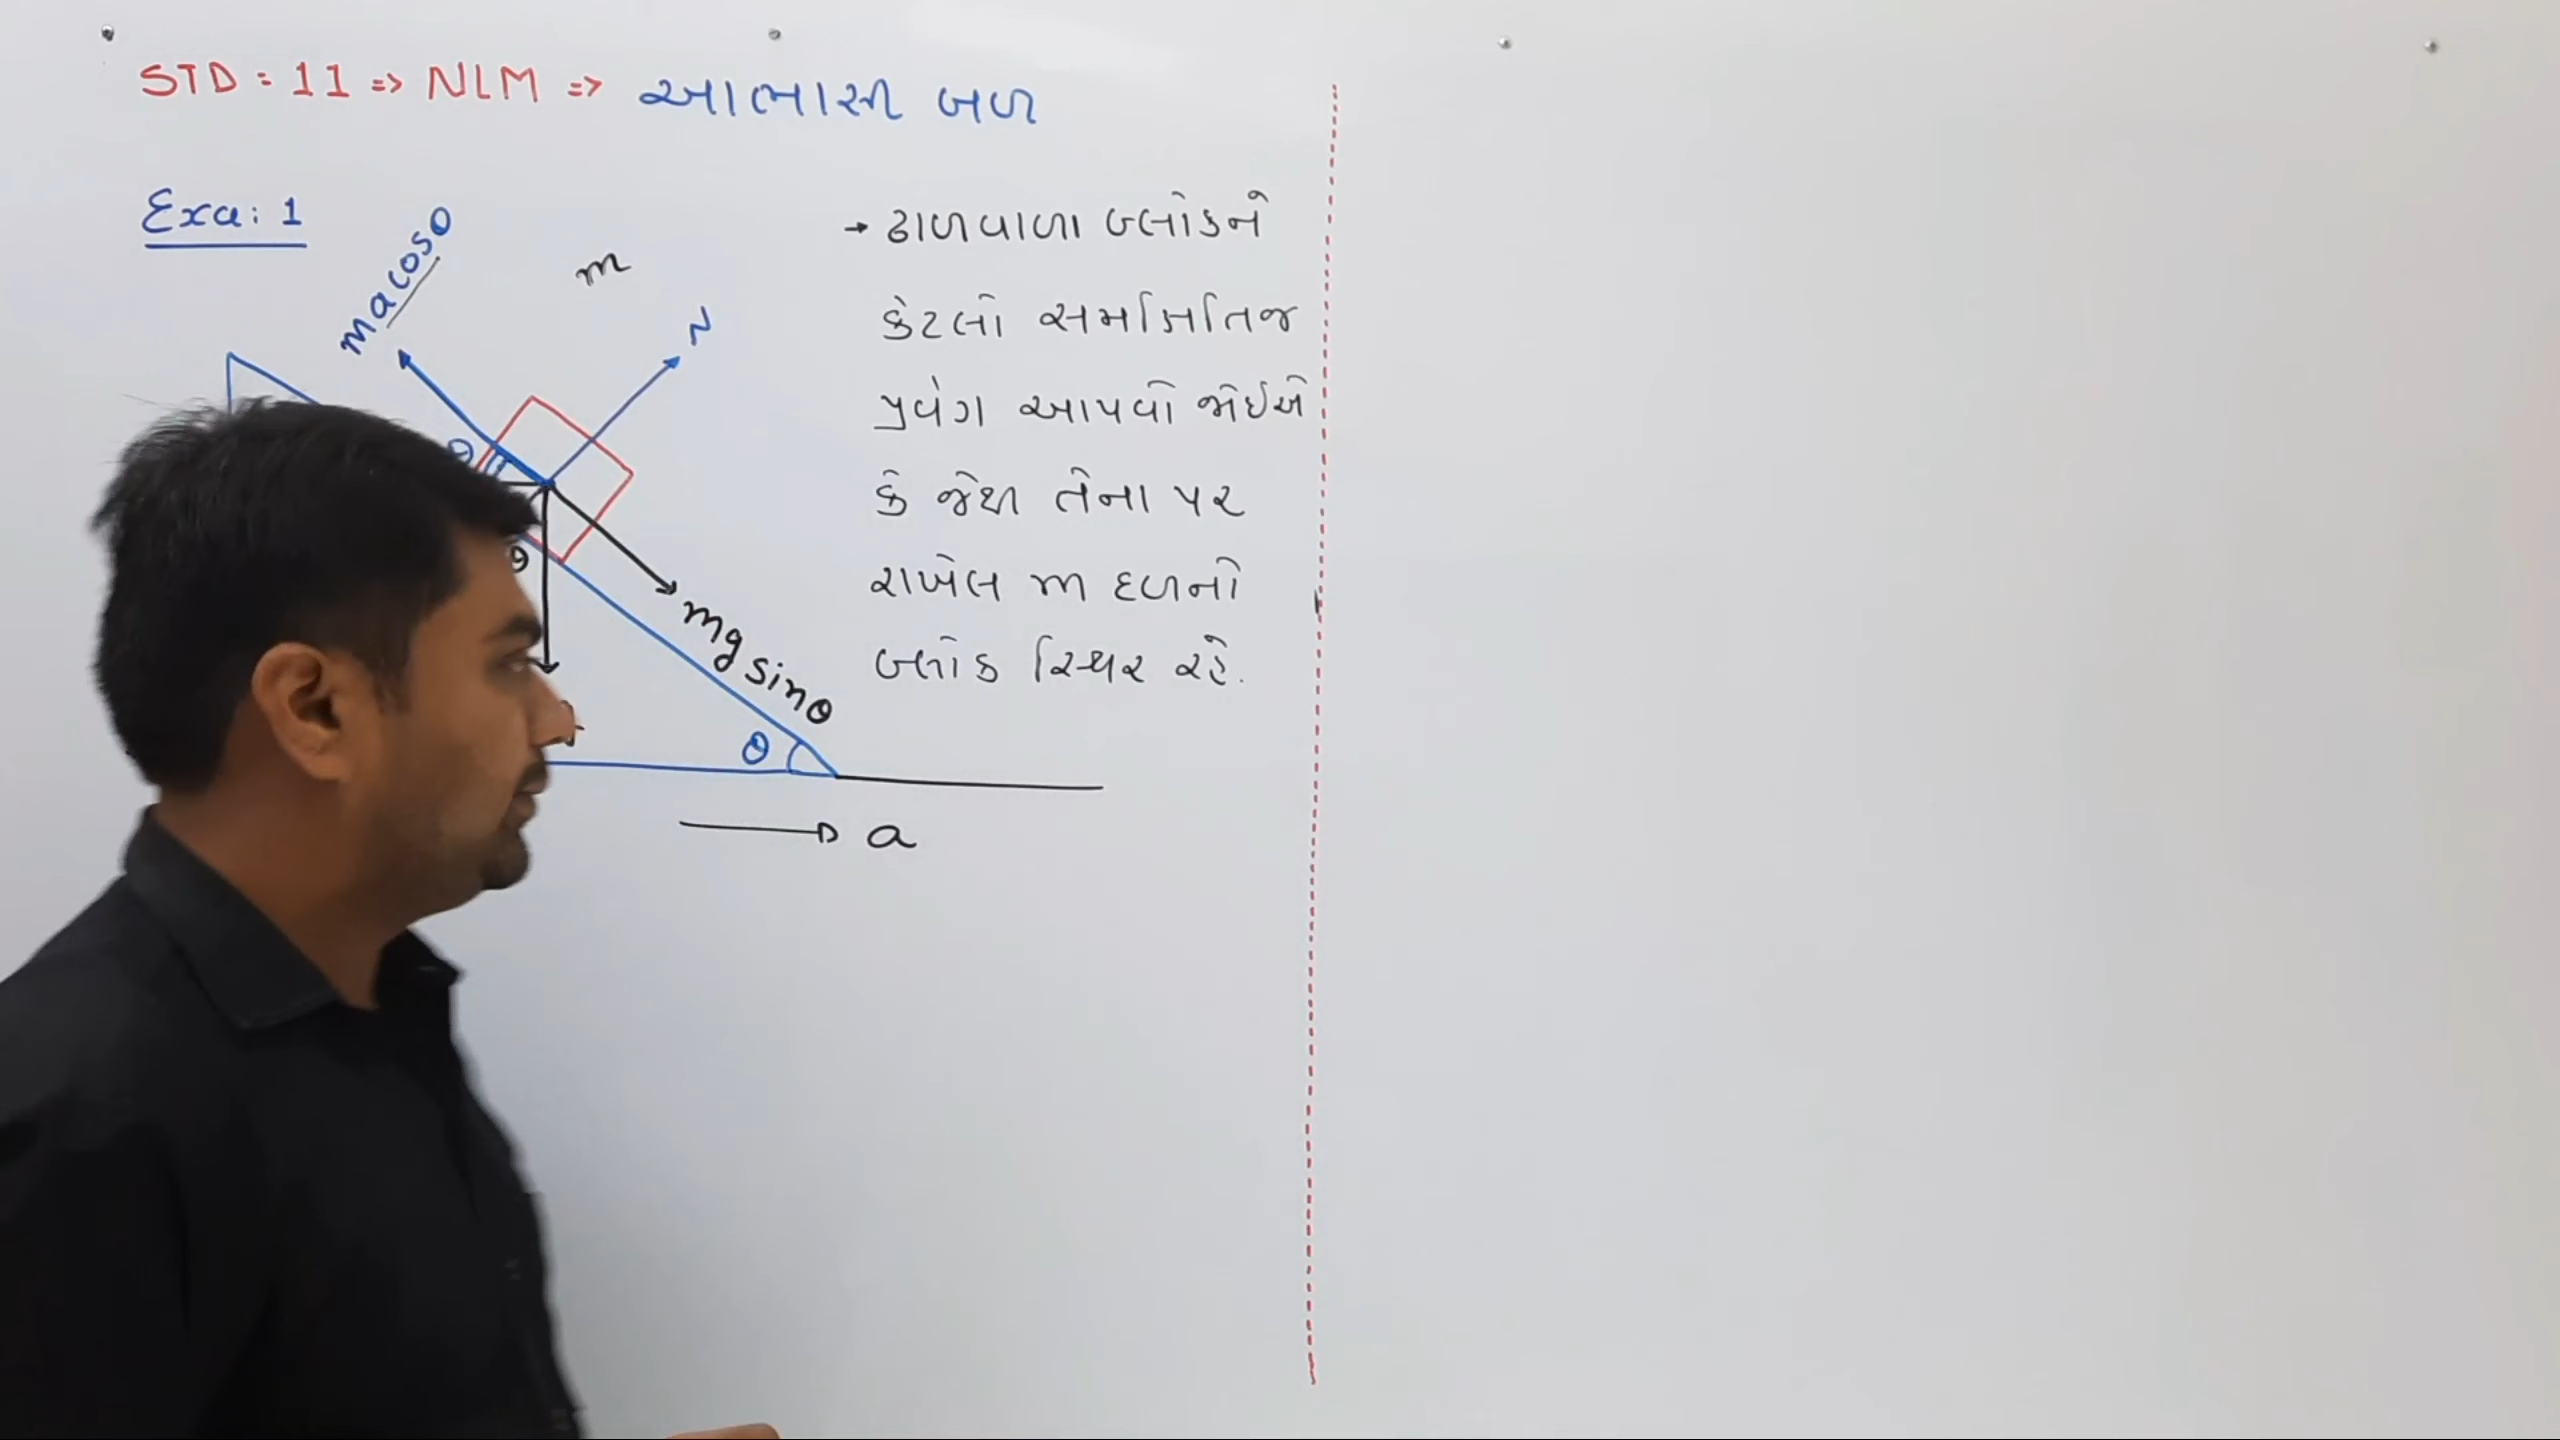 STD : 11 => NLM => આભાસી બળ
Exa: 1
macosθ
m
N
θ
θ
mg sinθ
θ
a
→ ઢાળવાળા બ્લોકને
કેટલો સમક્ષિતિજ
પ્રવેગ આપવો જોઈએ
કે જેથી તેના પર
રાખેલ m દળનો
બ્લોક સ્થિર રહે.